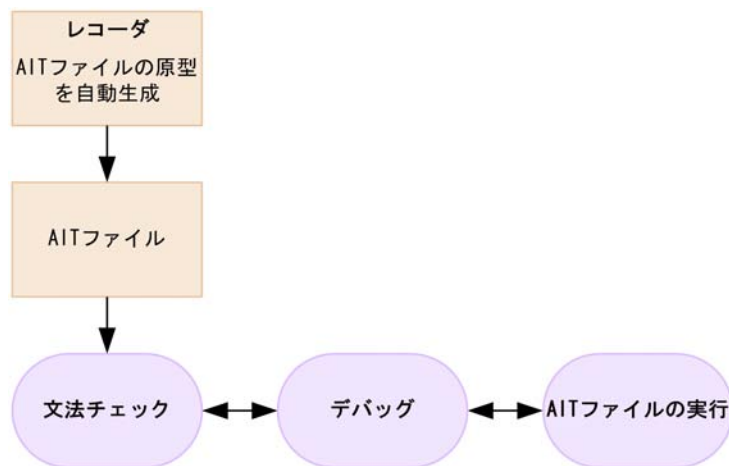 レコーダ
AITファイルの原型
を自動生成
AITファイル
文法チェック
デバッグ
AITファイルの実行